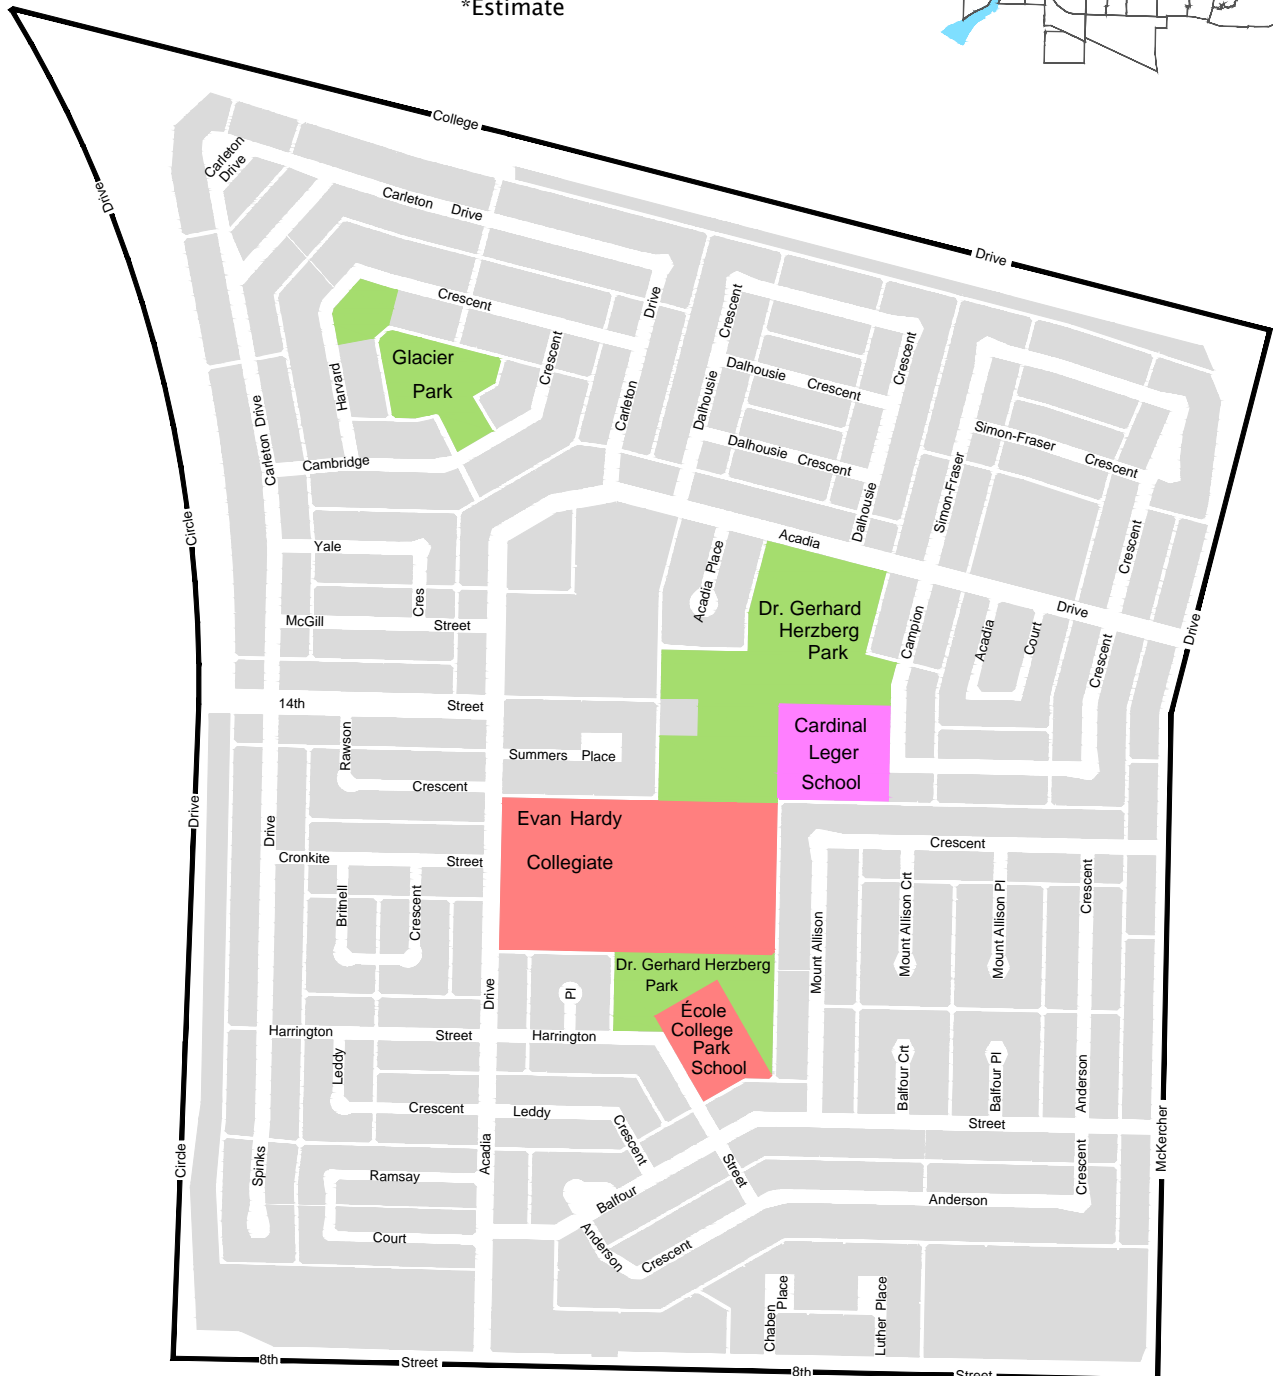 *Estimate
College
Drive
Drive
Circle
Drive
Circle
Carleton
Drive
Carleton Drive
Crescent
Drive
Crescent
Crescent
Glacier
Park
Harvard
Carleton
Carleton Drive
Cambridge
Dalhousie
Dalhousie Crescent
Dalhousie Crescent
Crescent
Dalhousie
Simon-Fraser
Simon-Fraser
Crescent
Crescent
Yale
Cres
McGill
Street
Acadia
Drive
Drive
Acadia Place
Dr. Gerhard
Herzberg
Park
Campion
Acadia
Court
Crescent
14th
Street
Rawson
Crescent
Summers Place
Cardinal
Leger
School
Evan Hardy
Collegiate
Drive
Cronkite
Street
Britnell
Crescent
Crescent
Mount Allison
Mount Allison Crt
Mount Allison Pl
Crescent
Drive
Pl
Dr. Gerhard Herzberg
Park
École
College
Park
School
Harrington
Street
Harrington
Leddy
Crescent
Leddy
Crescent
Balfour Crt
Balfour Pl
Anderson
Street
McKercher
Acadia
Spinks
Ramsay
Court
Street
Balfour
Anderson
Crescent
Anderson
Crescent
Chaben
Place
Luther Place
8th
Street
8th
Street